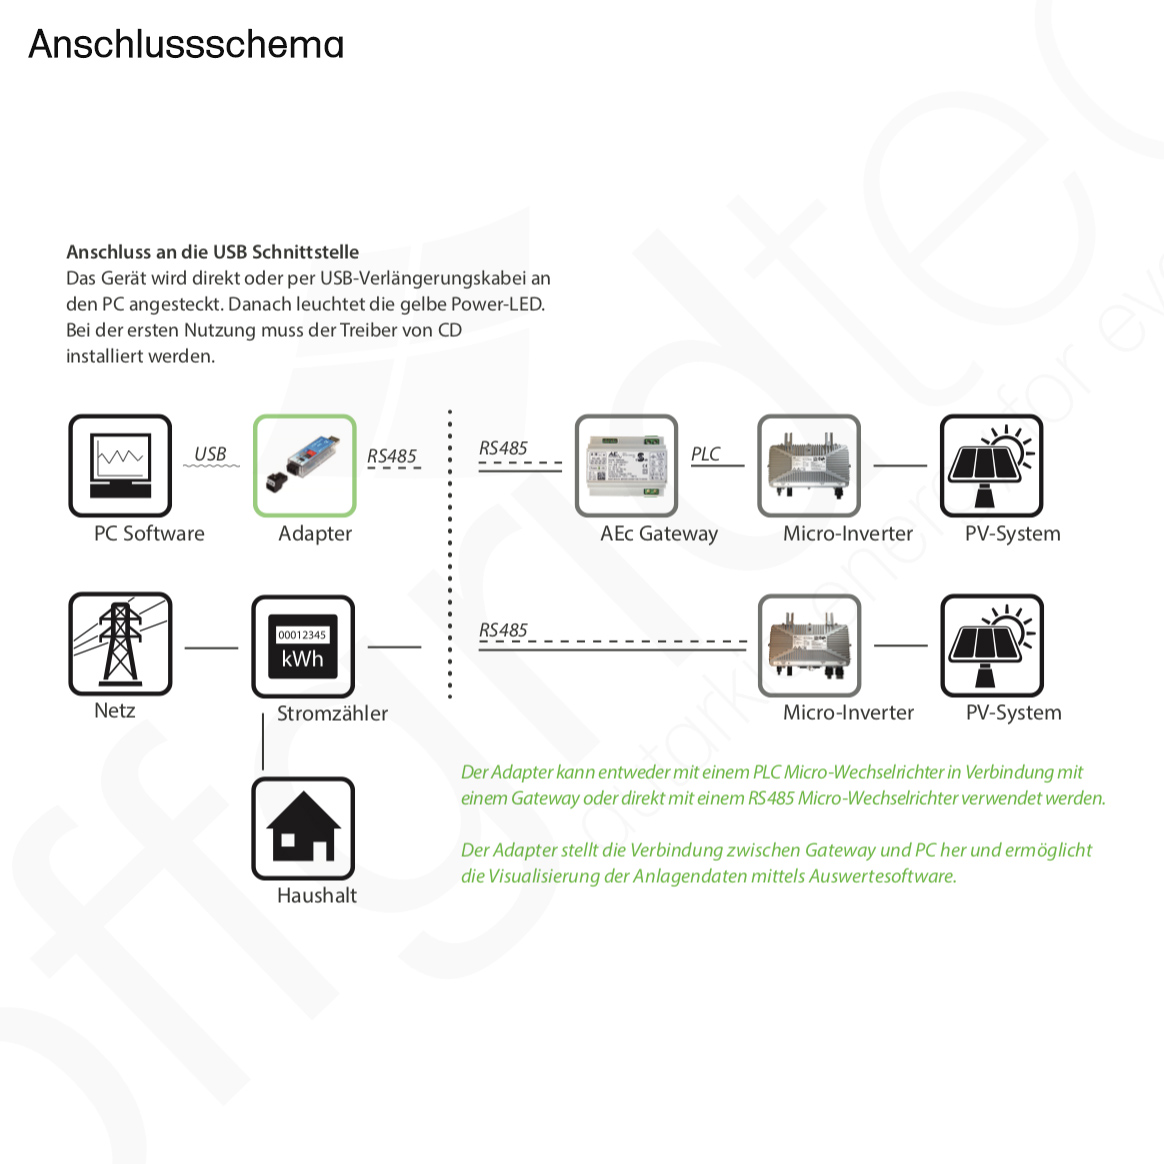 Anschlussschema
Anschluss an die USB Schnittstelle
Das Gerät wird direkt oder per USB-Verlängerungskabei an
den PC angesteckt. Danach leuchtet die gelbe Power-LED.
Bei der ersten Nutzung muss der Treiber von CD
installiert werden.
USB
RS485
RS485
PLC
PC Software
Adapter
AEc Gateway
Micro-Inverter
PV-System
00012345
kWh
RS485
Netz
Stromzähler
Micro-Inverter
PV-System
Der Adapter kann entweder mit einem PLC Micro-Wechselrichter in Verbindung mit
einem Gateway oder direkt mit einem RS485 Micro-Wechselrichter verwendet werden.
Der Adapter stellt die Verbindung zwischen Gateway und PC her und ermöglicht
die Visualisierung der Anlagendaten mittels Auswertesoftware.
Haushalt